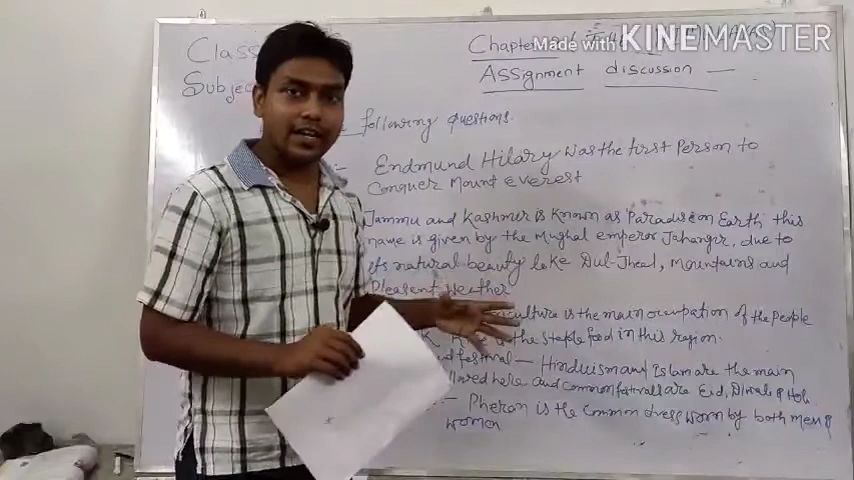 Made with KINEMASTER
Class
Chapter
Subjec
Assignment discussion —
following questions.
Endmund Hilary was the first Person to
Conquer Mount everest
Jammu and Kashmir is known as 'Paradise on Earth' this
name is given by the Mughal emperor Jahangir, due to
its natural beauty like Dul-Jheal, Mountains and
Pleasent Weather
culture is the main occupation of the People
is the staple food in this region.
festival — Hinduism and Islam are the main
here and common festivals are Eid, Diwali & Holi
— Pheran is the common dress worn by both men &
women